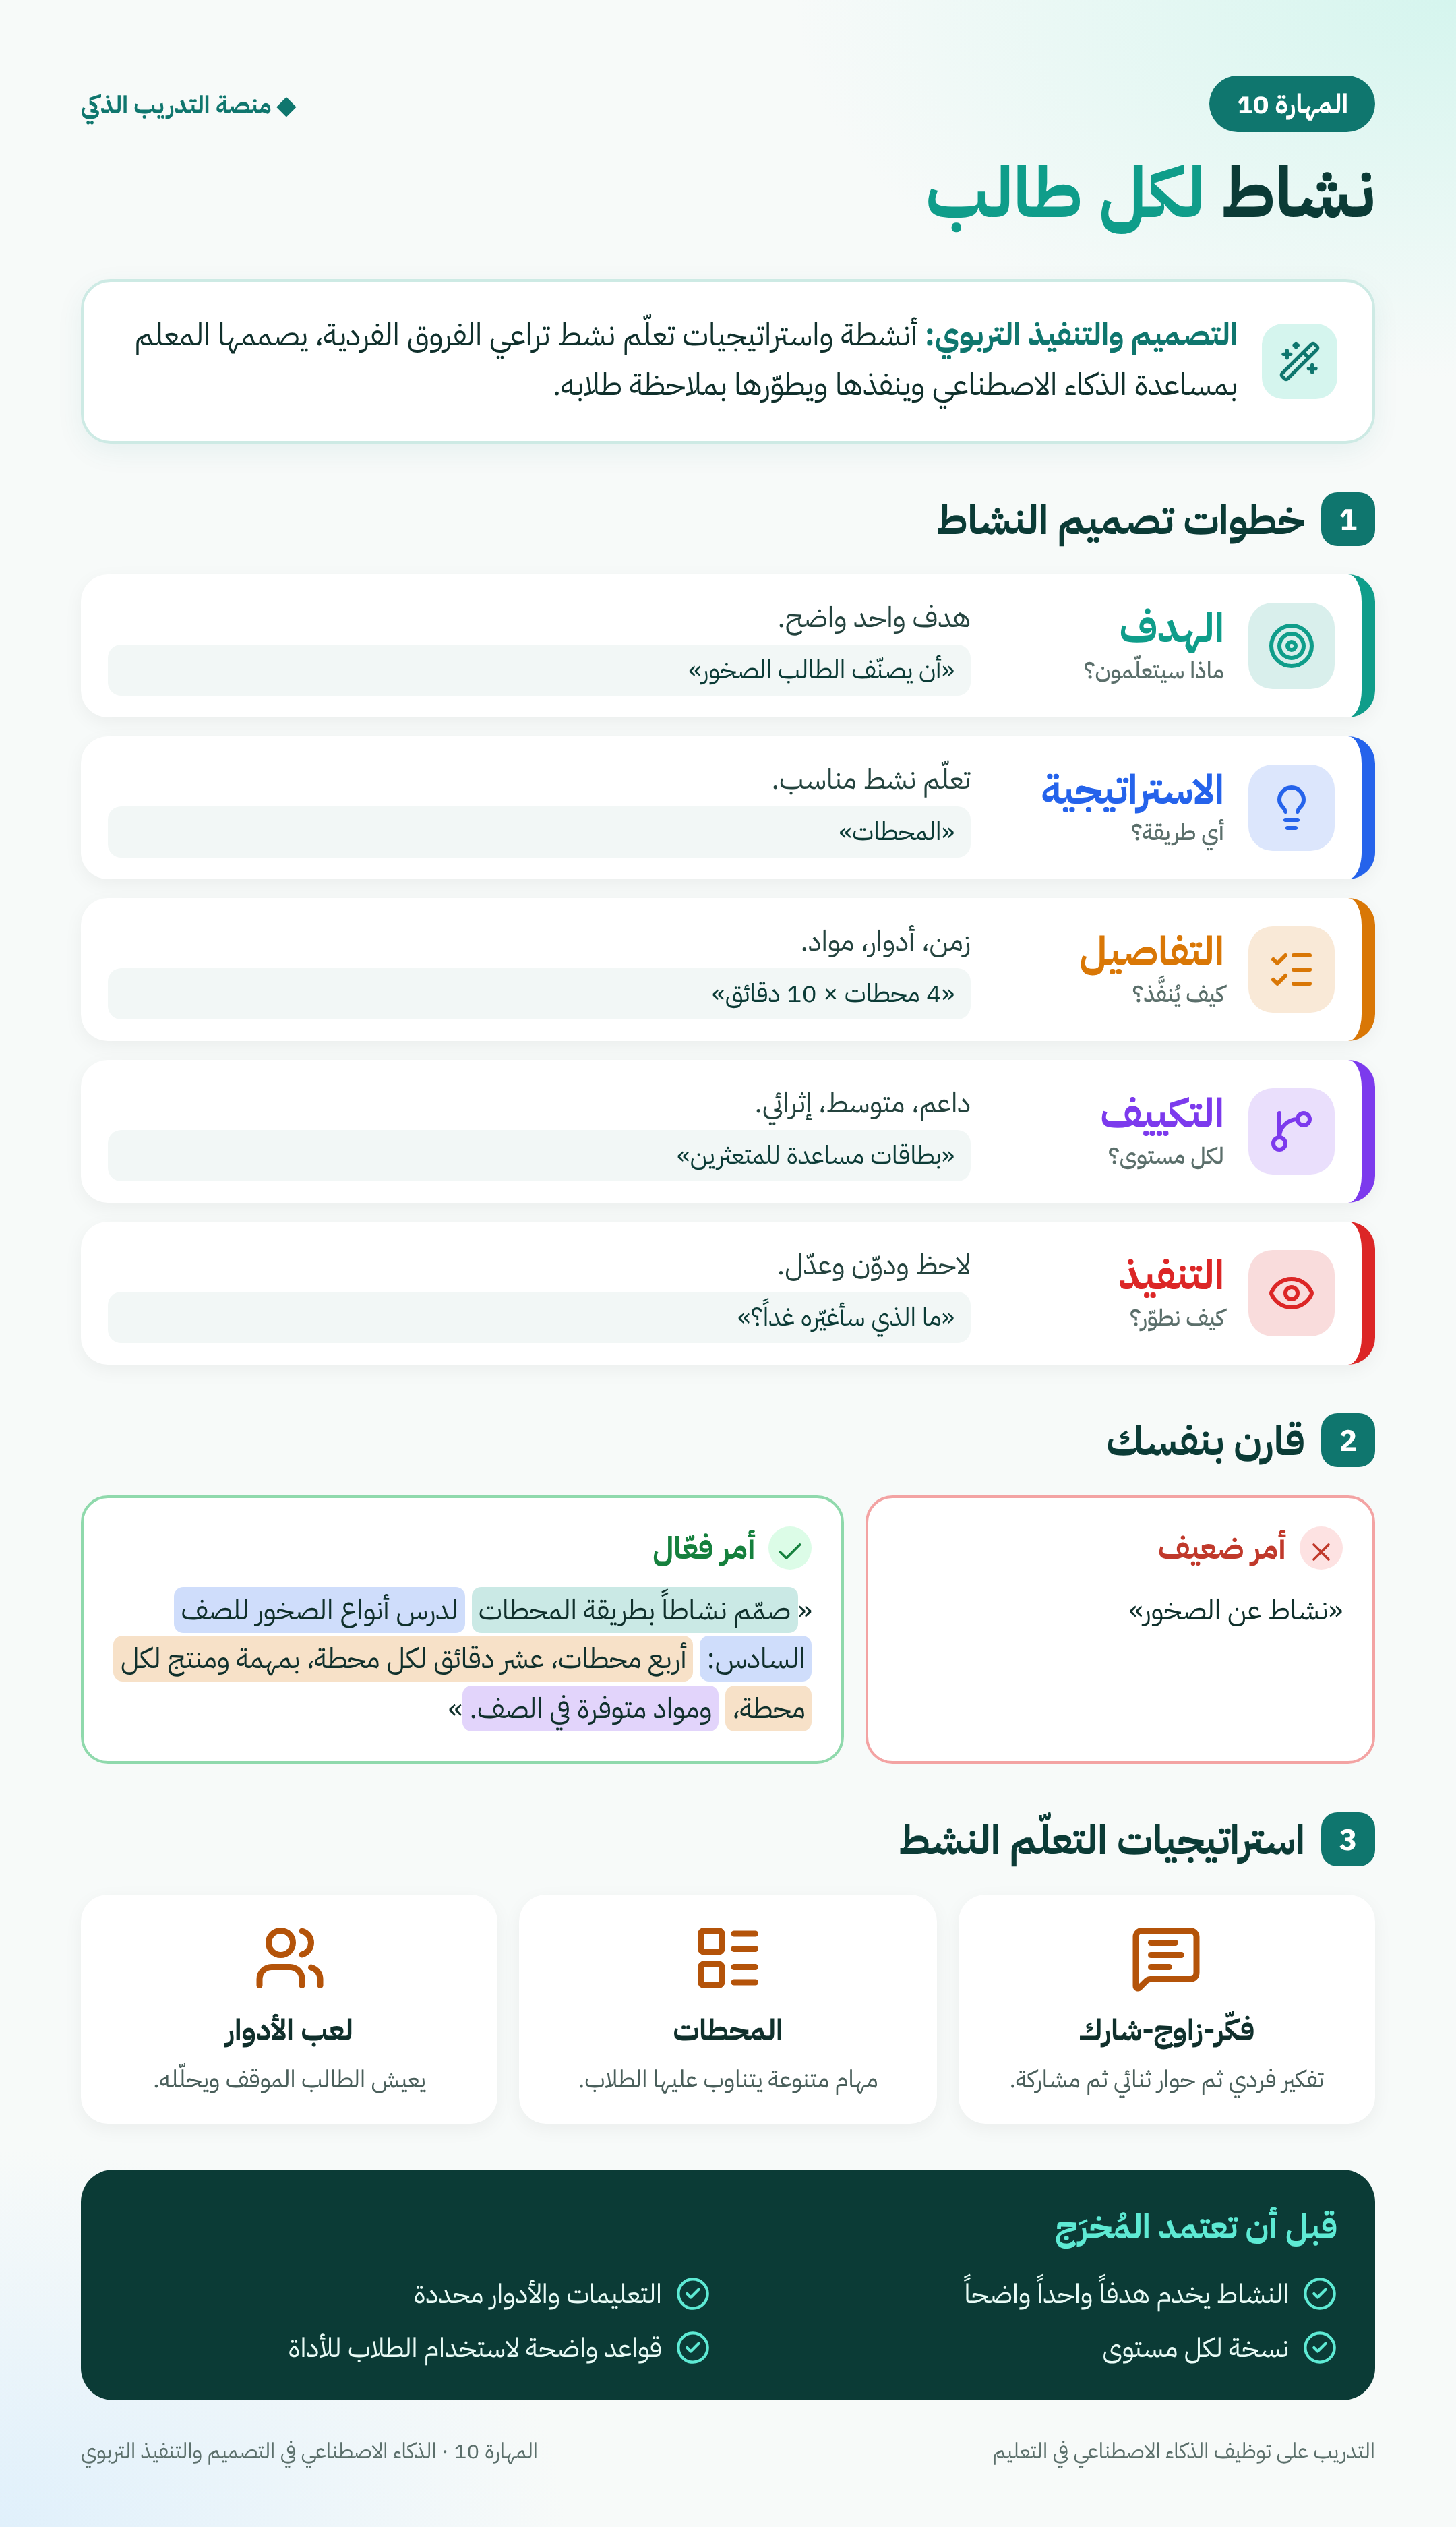 المهارة 10
منصة التدريب الذكي
نشاط لكل طالب
التصميم والتنفيذ التربوي: أنشطة واستراتيجيات تعلّم نشط تراعي الفروق الفردية، يصممها المعلم
بمساعدة الذكاء الاصطناعي وينفذها ويطوّرها بملاحظة طلابه.
1 خطوات تصميم النشاط
الهدف
ماذا سيتعلّمون؟
هدف واحد واضح.
«أن يصنّف الطالب الصخور»
الاستراتيجية
أي طريقة؟
تعلّم نشط مناسب.
«المحطات»
التفاصيل
كيف يُنفَّذ؟
زمن، أدوار، مواد.
«4 محطات × 10 دقائق»
التكييف
لكل مستوى؟
داعم، متوسط، إثرائي.
«بطاقات مساعدة للمتعثرين»
التنفيذ
كيف نطوّر؟
لاحظ ودوّن وعدّل.
«ما الذي سأغيّره غداً؟»
2 قارن بنفسك
أمر ضعيف
«نشاط عن الصخور»
أمر فعّال
«صمّم نشاطاً بطريقة المحطات لدرس أنواع الصخور للصف
السادس: أربع محطات، عشر دقائق لكل محطة، بمهمة ومنتج لكل
محطة، ومواد متوفرة في الصف.»
3 استراتيجيات التعلّم النشط
فكّر-زاوج-شارك
تفكير فردي ثم حوار ثنائي ثم مشاركة.
المحطات
مهام متنوعة يتناوب عليها الطلاب.
لعب الأدوار
يعيش الطالب الموقف ويحلّله.
قبل أن تعتمد المُخرَج
النشاط يخدم هدفاً واحداً واضحاً
التعليمات والأدوار محددة
نسخة لكل مستوى
قواعد واضحة لاستخدام الطلاب للأداة
التدريب على توظيف الذكاء الاصطناعي في التعليم
المهارة 10 · الذكاء الاصطناعي في التصميم والتنفيذ التربوي